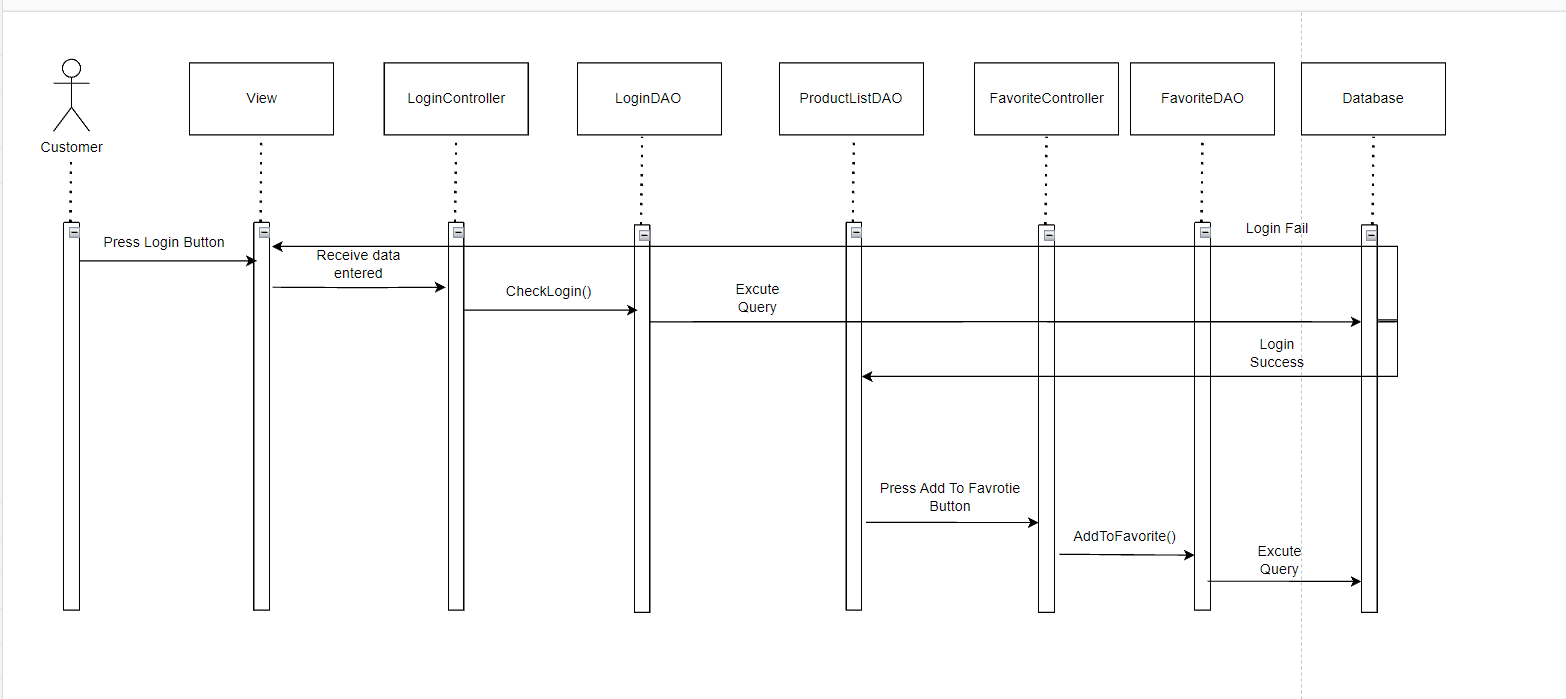 Customer
View
LoginController
LoginDAO
ProductListDAO
FavoriteController
FavoriteDAO
Database
Login Fail
Press Login Button
Receive data
entered
CheckLogin()
Excute
Query
Login
Success
Press Add To Favrotie
Button
AddToFavorite()
Excute
Query